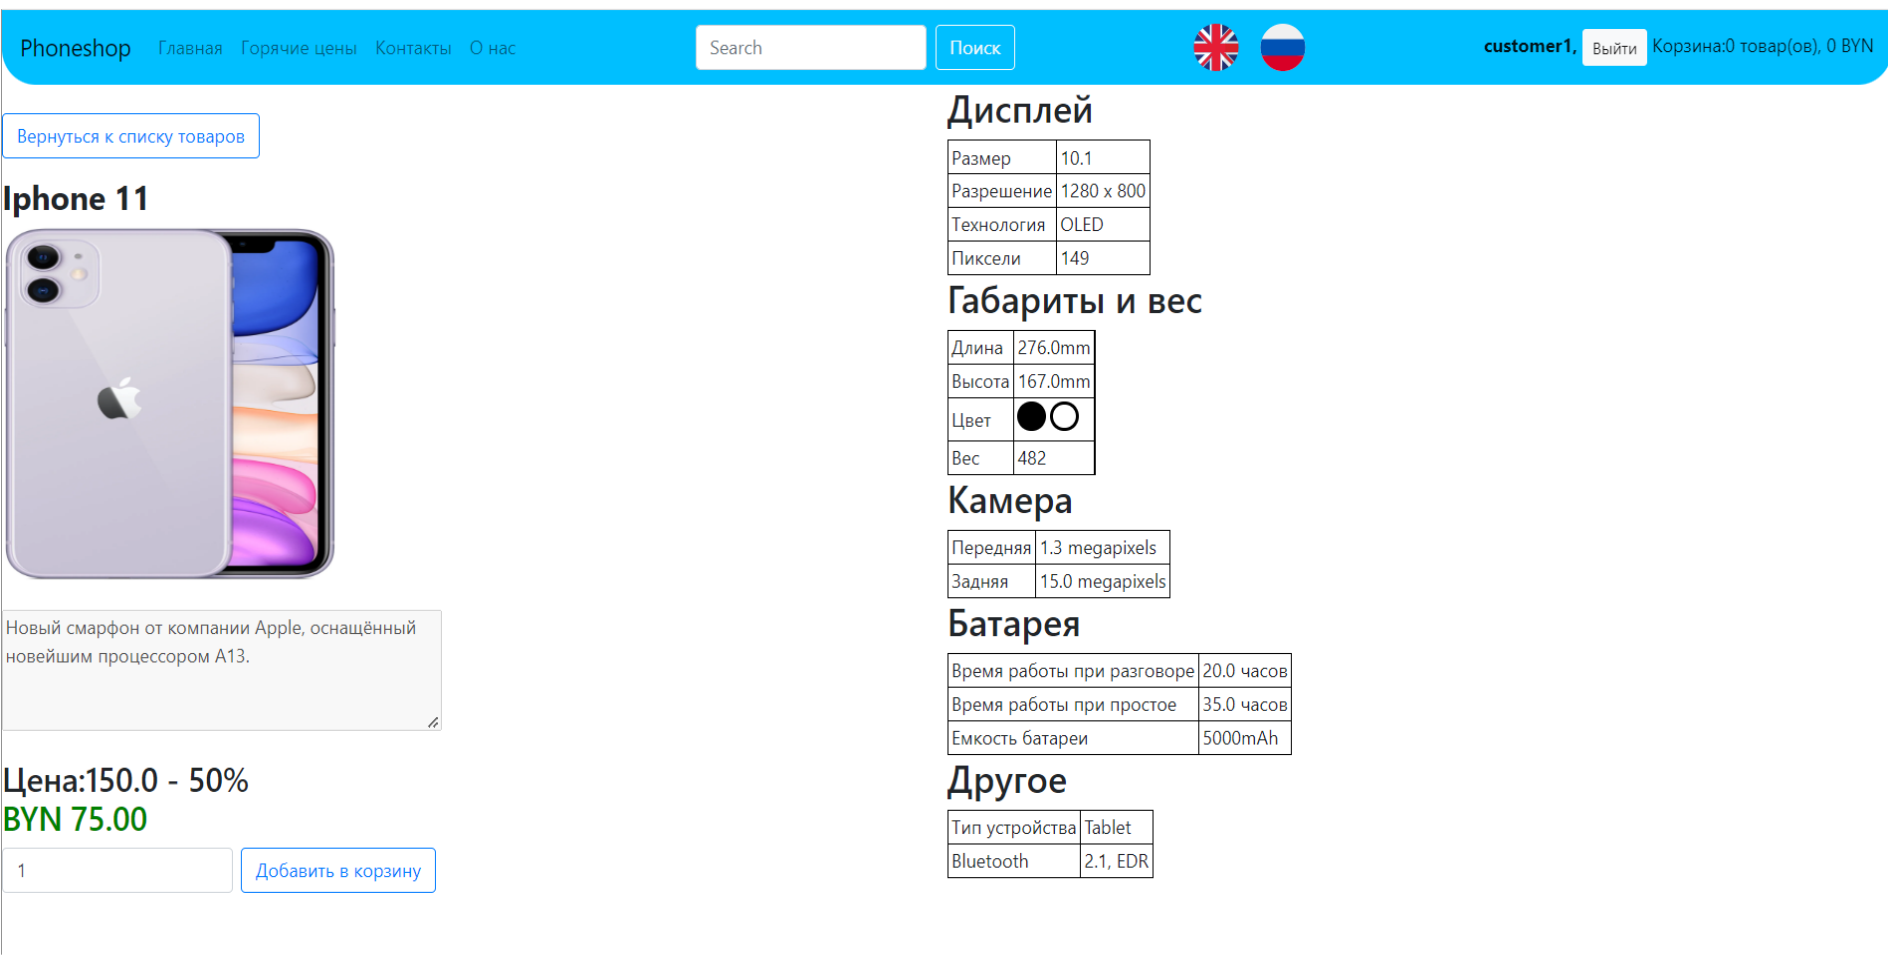 Phoneshop Главная Горячие цены Контакты О нас Search Поиск customer1, Выйти Корзина:0 товар(ов), 0 BYN
Вернуться к списку товаров
Iphone 11
Новый смарфон от компании Apple, оснащённый
новейшим процессором A13.
Цена:150.0 - 50%
BYN 75.00
1 Добавить в корзину
Дисплей
Размер 10.1
Разрешение 1280 x 800
Технология OLED
Пиксели 149
Габариты и вес
Длина 276.0mm
Высота 167.0mm
Цвет
Вес 482
Камера
Передняя 1.3 megapixels
Задняя 15.0 megapixels
Батарея
Время работы при разговоре 20.0 часов
Время работы при простое 35.0 часов
Емкость батареи 5000mAh
Другое
Тип устройства Tablet
Bluetooth 2.1, EDR